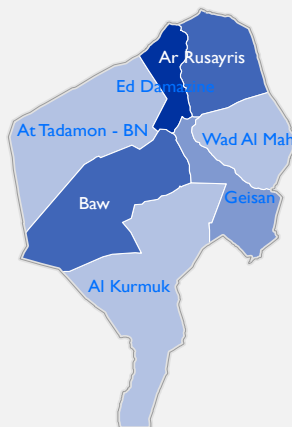 Ar Rusayris
Ed Damazine
At Tadamon - BN
Wad Al Mah
Baw
Geisan
Al Kurmuk